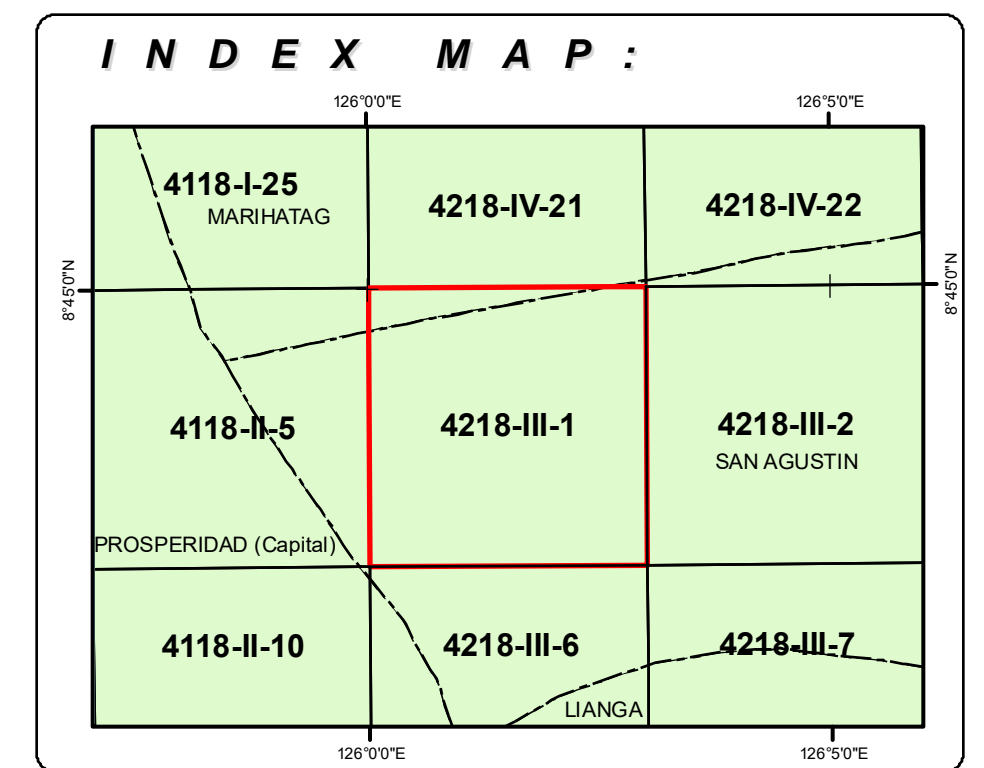 INDEX MAP:
126°0'0"E
126°5'0"E
4118-I-25
MARIHATAG
4218-IV-21
4218-IV-22
8°45'0"N
8°45'0"N
4118-II-5
4218-III-1
4218-III-2
SAN AGUSTIN
PROSPERIDAD (Capital)
4118-II-10
4218-III-6
4218-III-7
LIANGA
126°0'0"E
126°5'0"E